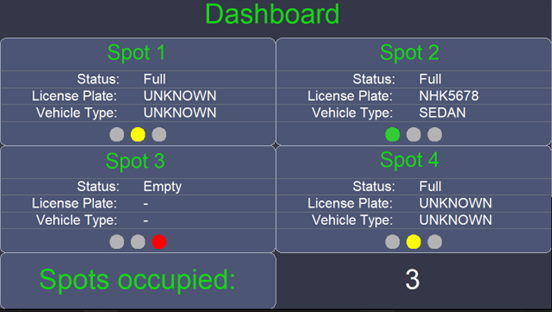 Dashboard
Spot 1
Status: Full
License Plate: UNKNOWN
Vehicle Type: UNKNOWN
Spot 2
Status: Full
License Plate: NHK5678
Vehicle Type: SEDAN
Spot 3
Status: Empty
License Plate: -
Vehicle Type: -
Spot 4
Status: Full
License Plate: UNKNOWN
Vehicle Type: UNKNOWN
Spots occupied: 3